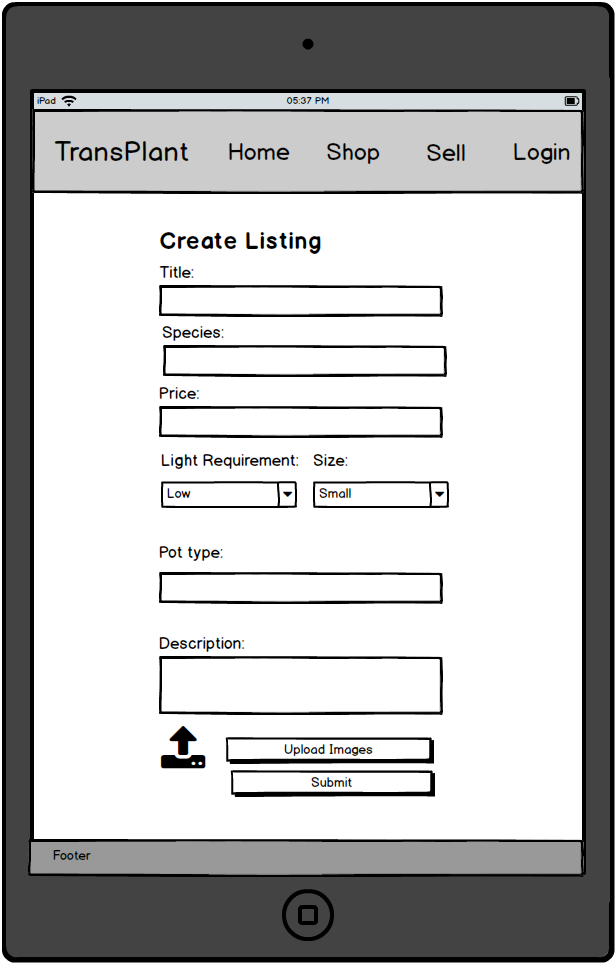 iPad 05:37 PM
TransPlant Home Shop Sell Login
Create Listing
Title:
Species:
Price:
Light Requirement: Size:
Low Small
Pot type:
Description:
Upload Images
Submit
Footer